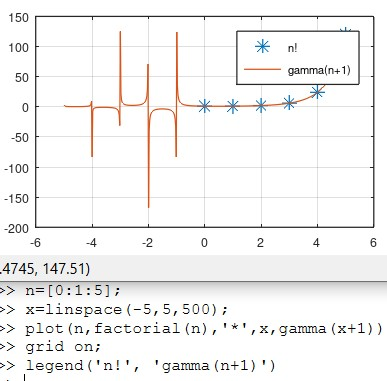 150
100
50
0
-50
-100
-150
-200
-6 -4 -2 0 2 4 6
n!
gamma(n+1)
.4745, 147.51)
>> n=[0:1:5];
>> x=linspace(-5,5,500);
>> plot(n,factorial(n),'*',x,gamma(x+1))
>> grid on;
>> legend('n!', 'gamma(n+1)')
>>